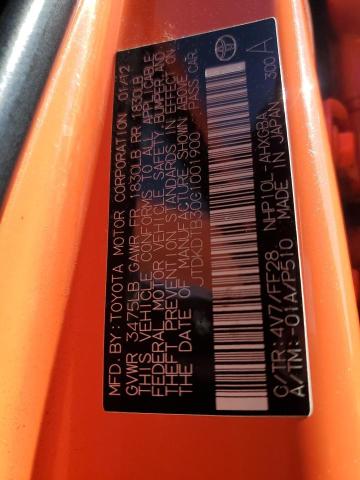 MFD. BY: TOYOTA MOTOR CORPORATION 01/12
GVWR 3475LB GAWR FR 1830LB RR 1830LB
THIS VEHICLE CONFORMS TO ALL APPLICABLE
FEDERAL MOTOR VEHICLE SAFETY, BUMPER, AND
THEFT PREVENTION STANDARDS IN EFFECT ON
THE DATE OF MANUFACTURE SHOWN ABOVE.
PASS. CAR
C/TR: 4V7/FF28 NHP10L-AHXGBA 300 A
A/TM: -01A/P510 MADE IN JAPAN